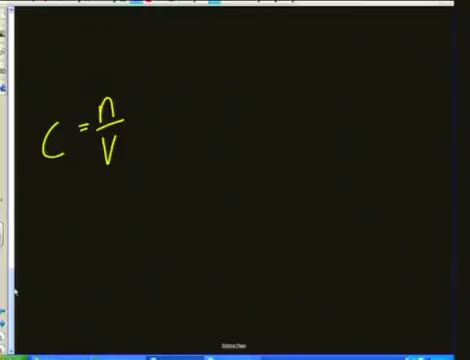 C = n/V